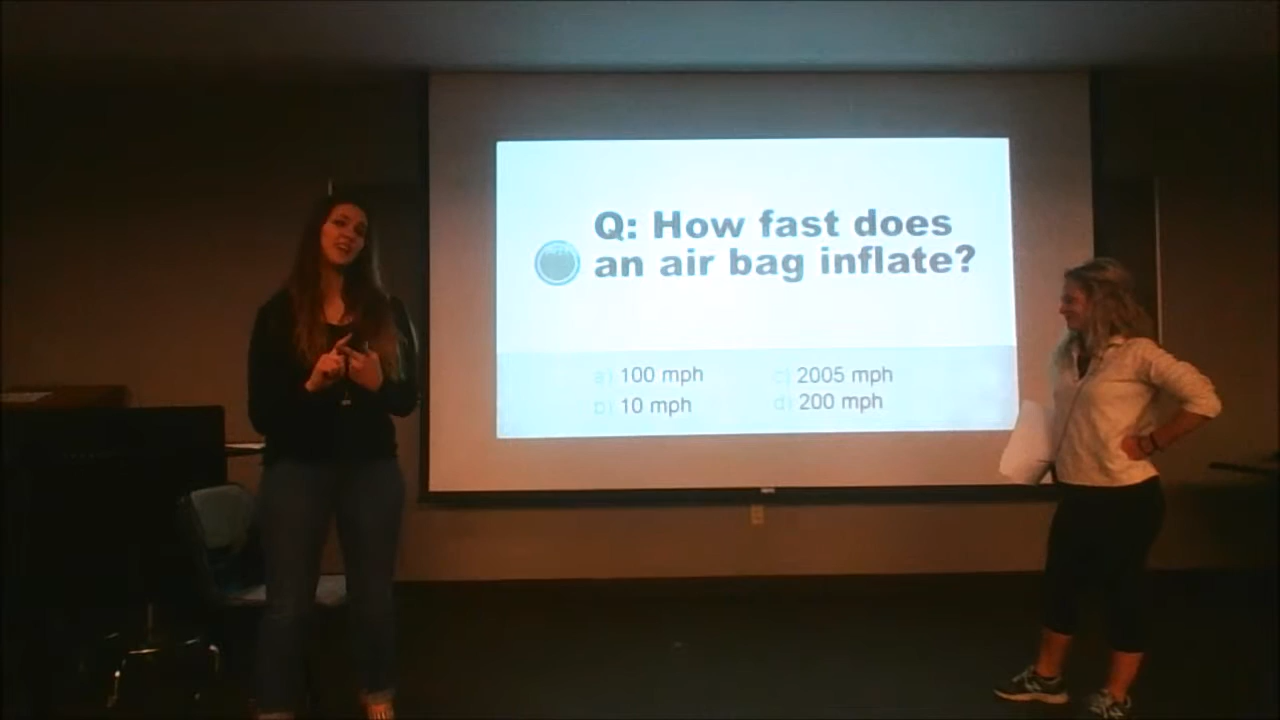 Q: How fast does
an air bag inflate?
a) 100 mph
c) 2005 mph
b) 10 mph
d) 200 mph